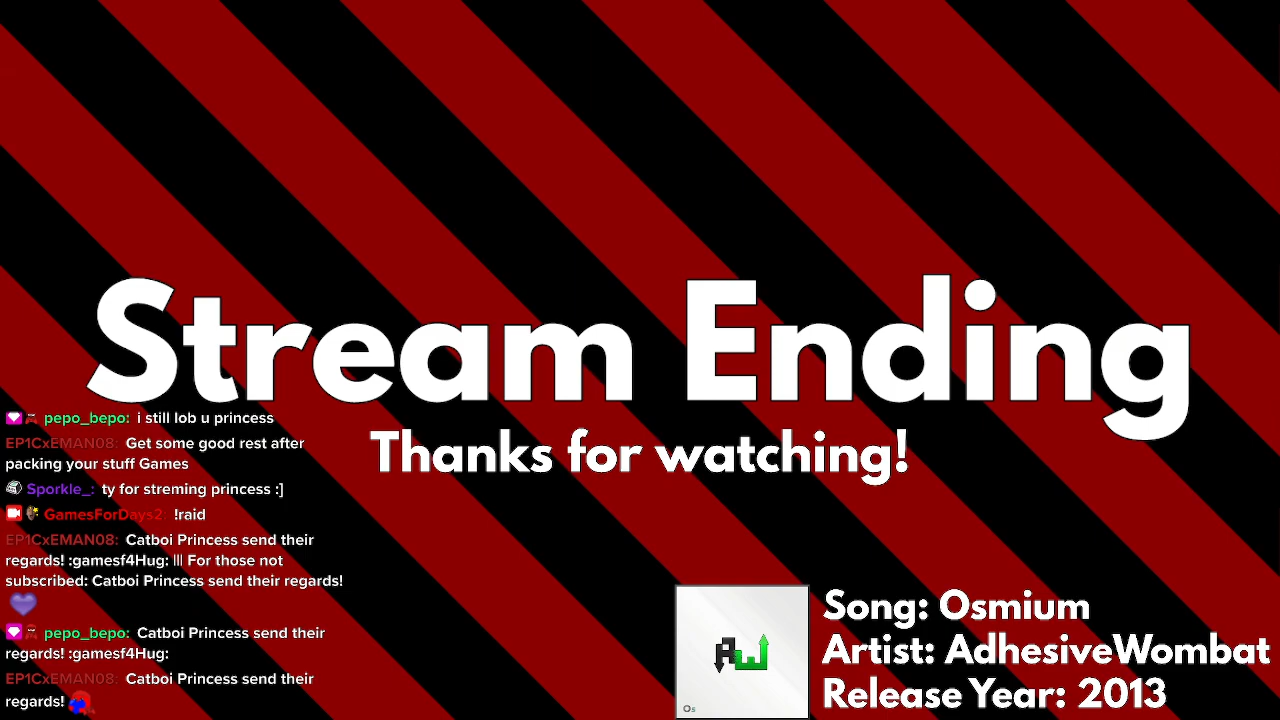 Stream Ending
Thanks for watching!
pepo_bepo: i still lob u princess
EP1CxEMAN08: Get some good rest after
packing your stuff Games
Sporkle_: ty for streming princess :]
GamesForDays2: !raid
EP1CxEMAN08: Catboi Princess send their
regards! :gamesf4Hug: ||| For those not
subscribed: Catboi Princess send their regards!
pepo_bepo: Catboi Princess send their
regards! :gamesf4Hug:
EP1CxEMAN08: Catboi Princess send their
regards!
AW
Os
Song: Osmium
Artist: AdhesiveWombat
Release Year: 2013